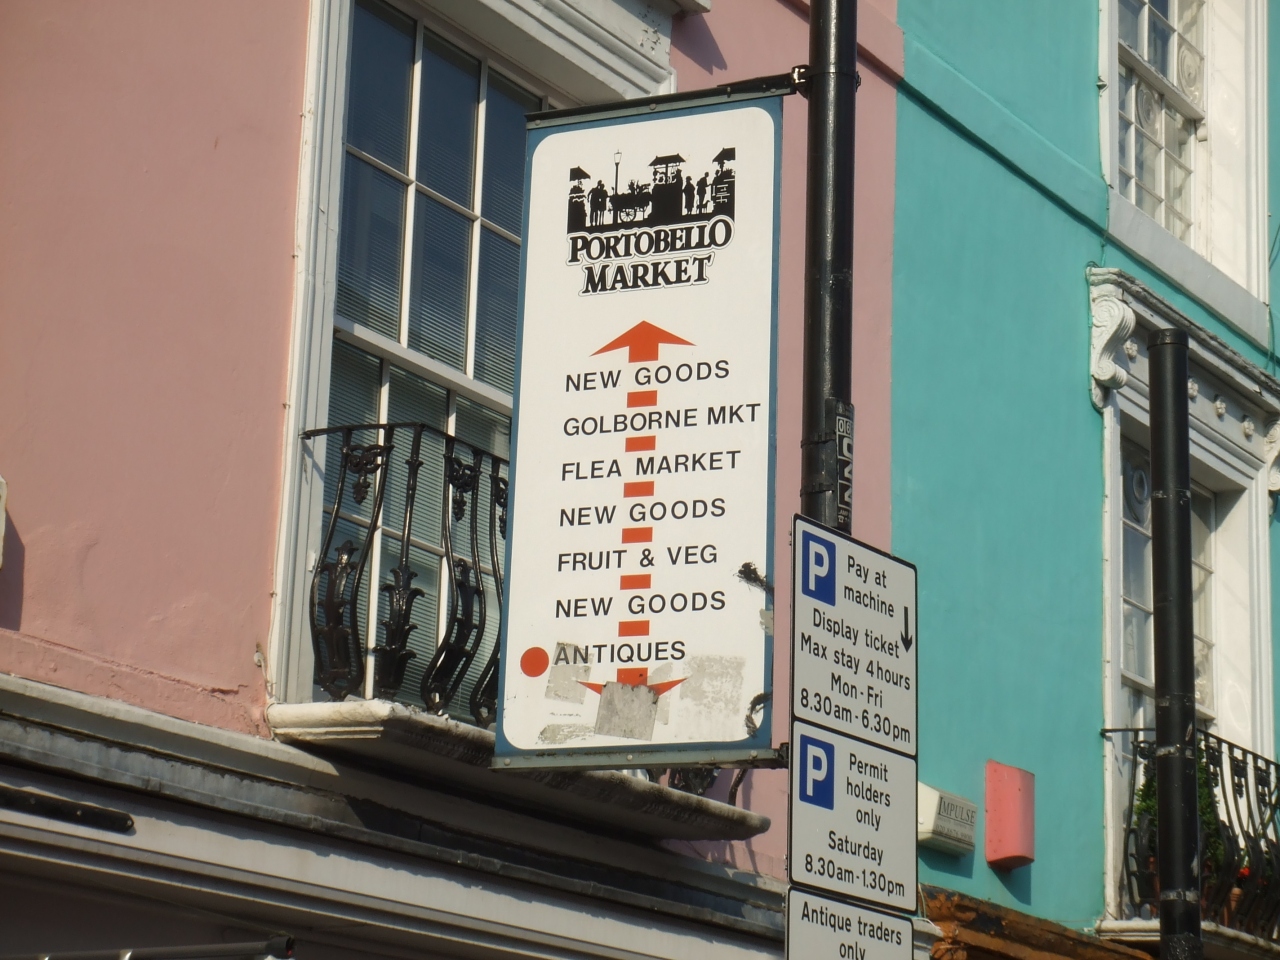 PORTOBELLO
MARKET
NEW GOODS
GOLBORNE MKT
FLEA MARKET
NEW GOODS
FRUIT & VEG
NEW GOODS
ANTIQUES
P
Pay at
machine
Display ticket
Max stay 4hours
Mon - Fri
8.30am - 6.30pm
P
Permit
holders
only
Saturday
8.30am-1.30pm
Antique traders
only
IMPULSE